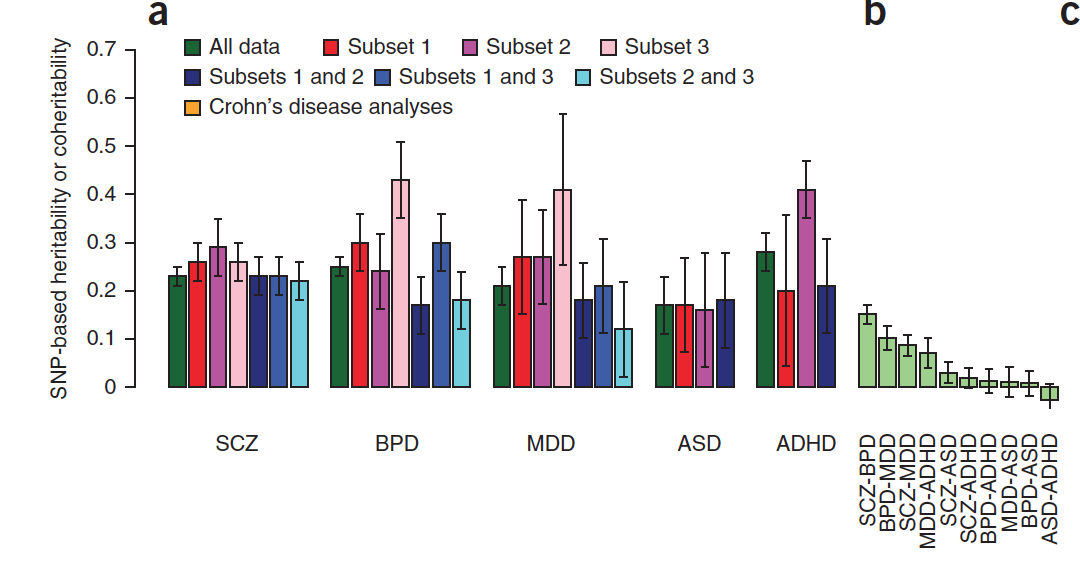 a
b
c
SNP-based heritability or coheritability
0.7
0.6
0.5
0.4
0.3
0.2
0.1
0
All data
Subset 1
Subset 2
Subset 3
Subsets 1 and 2
Subsets 1 and 3
Subsets 2 and 3
Crohn’s disease analyses
SCZ
BPD
MDD
ASD
ADHD
SCZ-BPD
BPD-MDD
SCZ-MDD
MDD-ADHD
SCZ-ASD
SCZ-ADHD
BPD-ADHD
MDD-ASD
BPD-ASD
ASD-ADHD